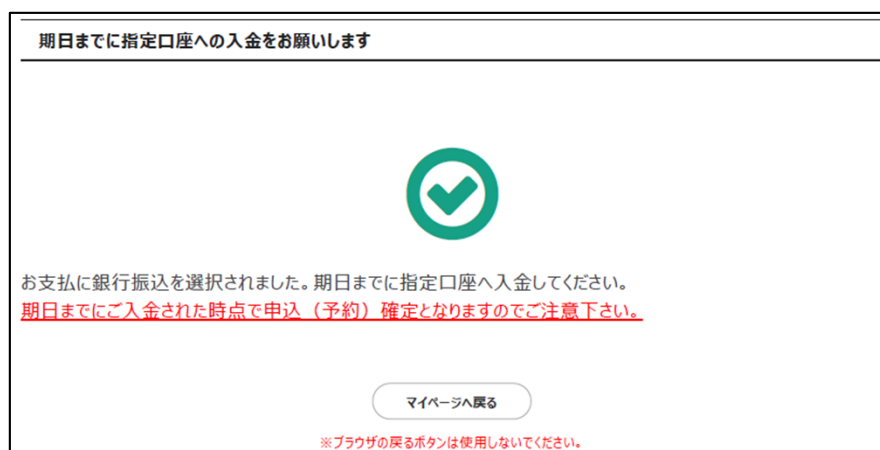 期日までに指定口座への入金をお願いします
お支払に銀行振込を選択されました。期日までに指定口座へ入金してください。
期日までにご入金された時点で申込（予約）確定となりますのでご注意下さい。
マイページへ戻る
※ブラウザの戻るボタンは使用しないでください。